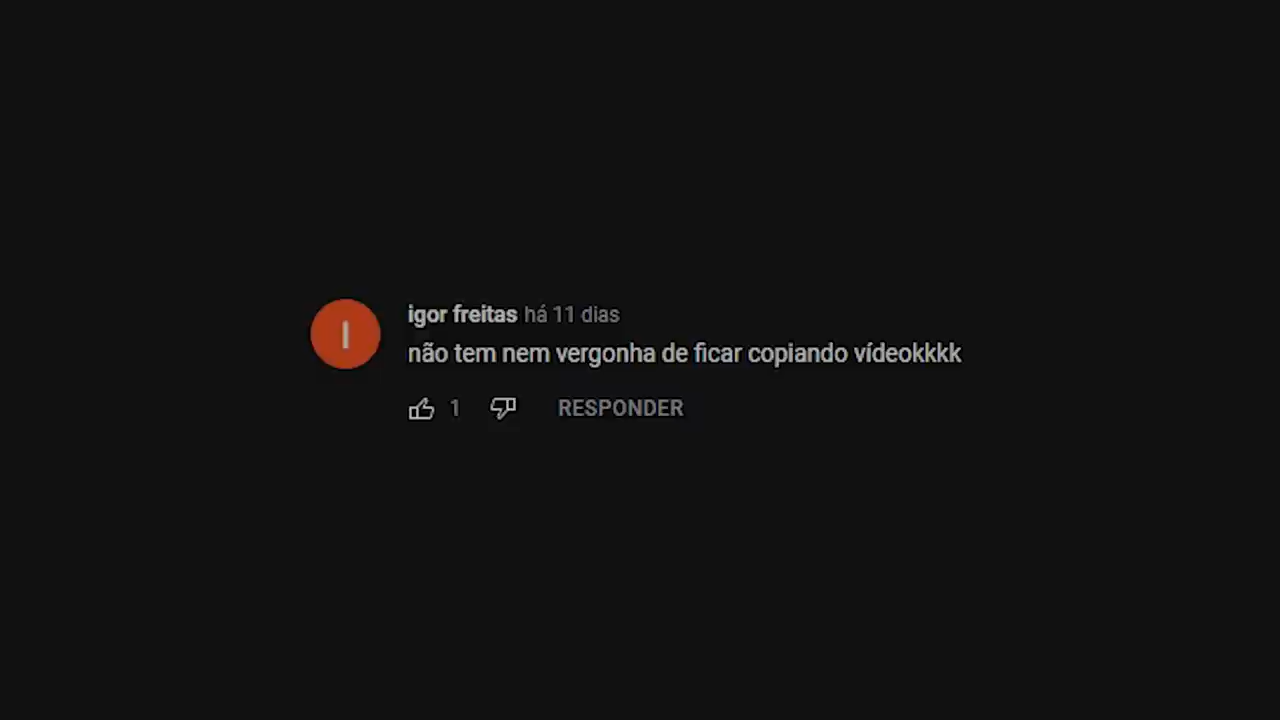 I
igor freitas há 11 dias
não tem nem vergonha de ficar copiando vídeokkkk
1 RESPONDER